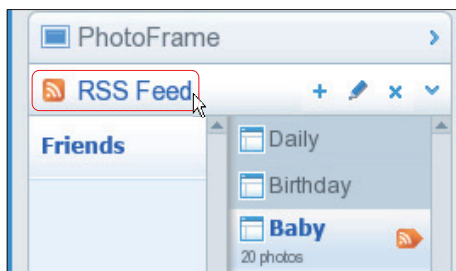 PhotoFrame
RSS Feed
Friends
Daily
Birthday
Baby
20 photos